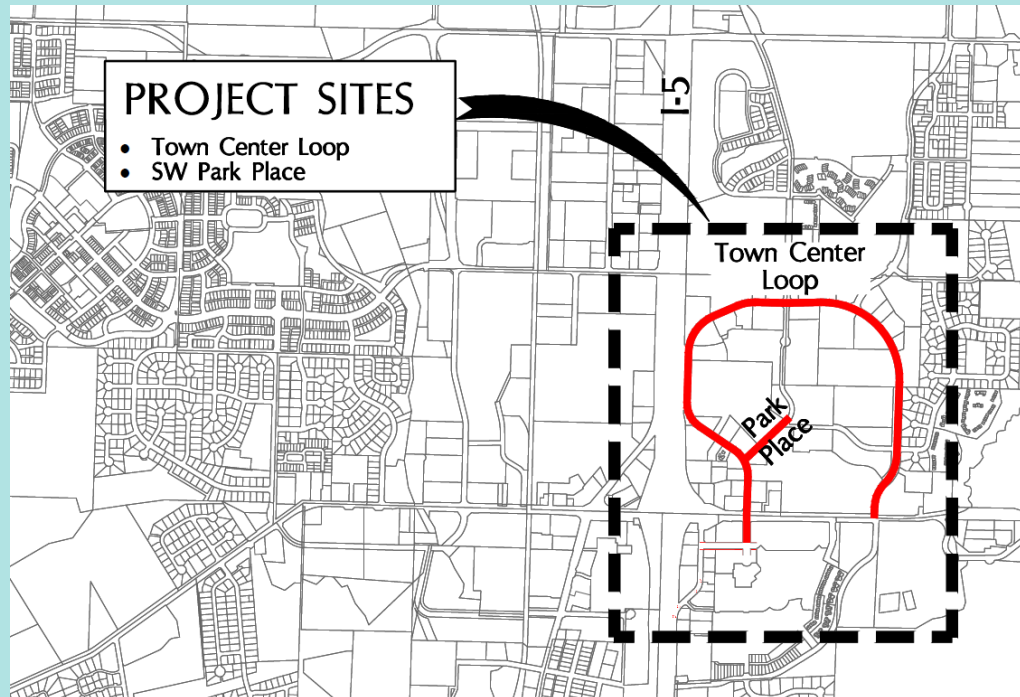 PROJECT SITES
• Town Center Loop
• SW Park Place
I-5
Town Center
Loop
Park
Place